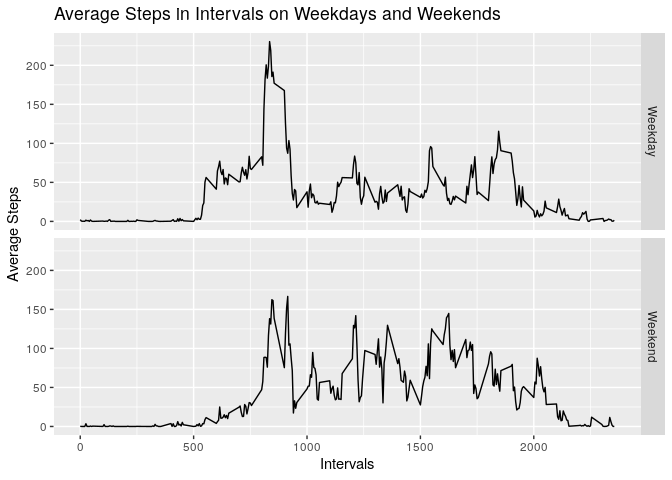 Average Steps in Intervals on Weekdays and Weekends
200
150
100
50
0
Weekday
200
150
100
50
0
Weekend
Average Steps
0 500 1000 1500 2000
Intervals